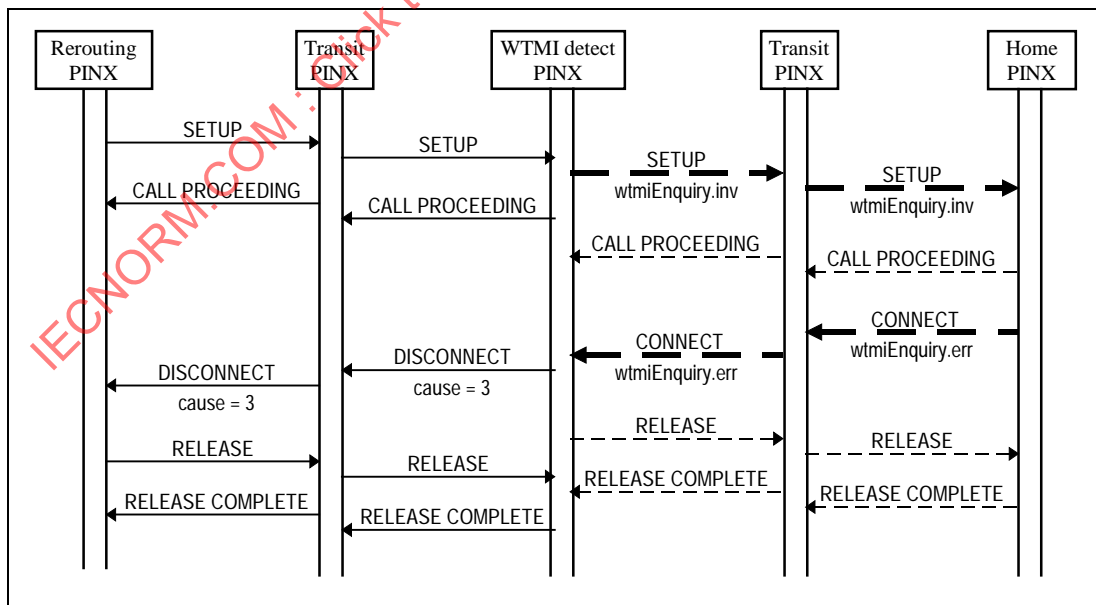 Rerouting
PINX
Transit
PINX
WTMI detect
PINX
Transit
PINX
Home
PINX
IECNORM.COM : Click t
SETUP
SETUP
SETUP
wtmiEnquiry.inv
SETUP
wtmiEnquiry.inv
CALL PROCEEDING
CALL PROCEEDING
CALL PROCEEDING
CALL PROCEEDING
CONNECT
wtmiEnquiry.err
CONNECT
wtmiEnquiry.err
DISCONNECT
cause = 3
DISCONNECT
cause = 3
RELEASE
RELEASE
RELEASE
RELEASE
RELEASE COMPLETE
RELEASE COMPLETE
RELEASE COMPLETE
RELEASE COMPLETE